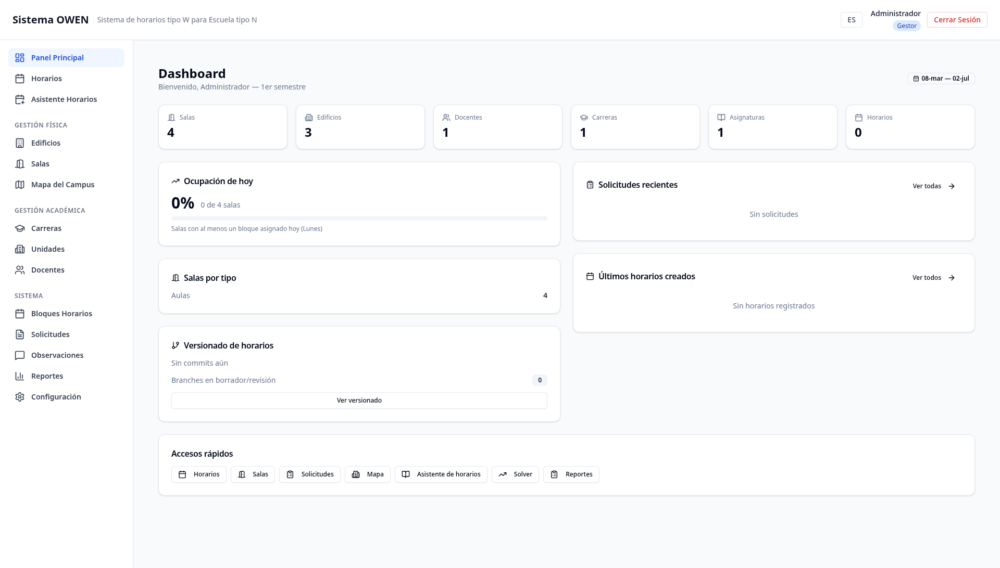 Sistema OWEN
Sistema de horarios tipo W para Escuela tipo N
ES
Administrador
Gestor
Cerrar Sesión
Panel Principal
Horarios
Asistente Horarios
GESTIÓN FÍSICA
Edificios
Salas
Mapa del Campus
GESTIÓN ACADÉMICA
Carreras
Unidades
Docentes
SISTEMA
Bloques Horarios
Solicitudes
Observaciones
Reportes
Configuración
Dashboard
Bienvenido, Administrador — 1er semestre
08-mar — 02-jul
Salas
4
Edificios
3
Docentes
1
Carreras
1
Asignaturas
1
Horarios
0
Ocupación de hoy
0% 0 de 4 salas
Salas con al menos un bloque asignado hoy (Lunes)
Salas por tipo
Aulas 4
Versionado de horarios
Sin commits aún
Branches en borrador/revisión 0
Ver versionado
Solicitudes recientes
Ver todas
Sin solicitudes
Últimos horarios creados
Ver todos
Sin horarios registrados
Accesos rápidos
Horarios Salas Solicitudes Mapa Asistente de horarios Solver Reportes